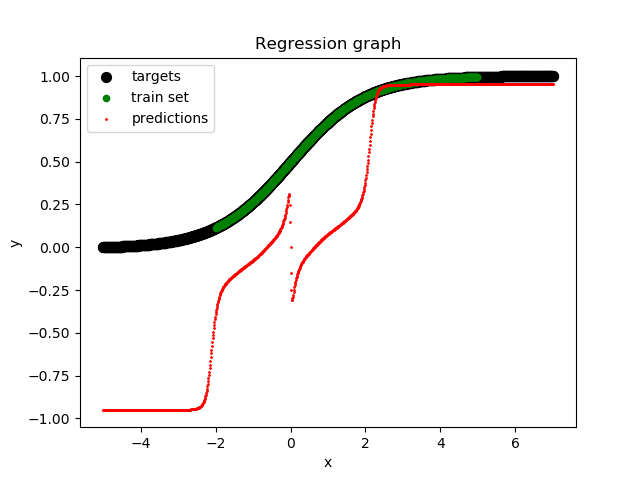 Regression graph
targets
train set
predictions
1.00
0.75
0.50
0.25
0.00
−0.25
−0.50
−0.75
−1.00
y
−4
−2
0
2
4
6
x